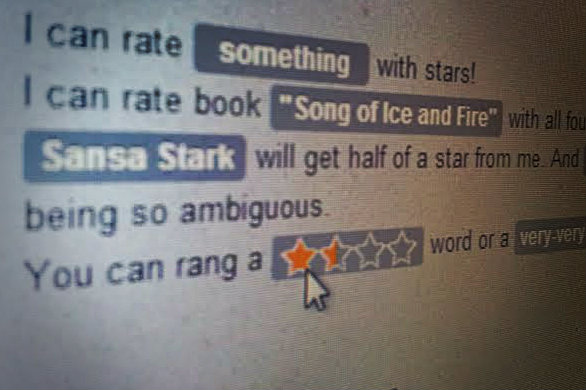 I can rate something with stars!
I can rate book "Song of Ice and Fire" with all fou
Sansa Stark will get half of a star from me. And
being so ambiguous.
You can rang a word or a very-very